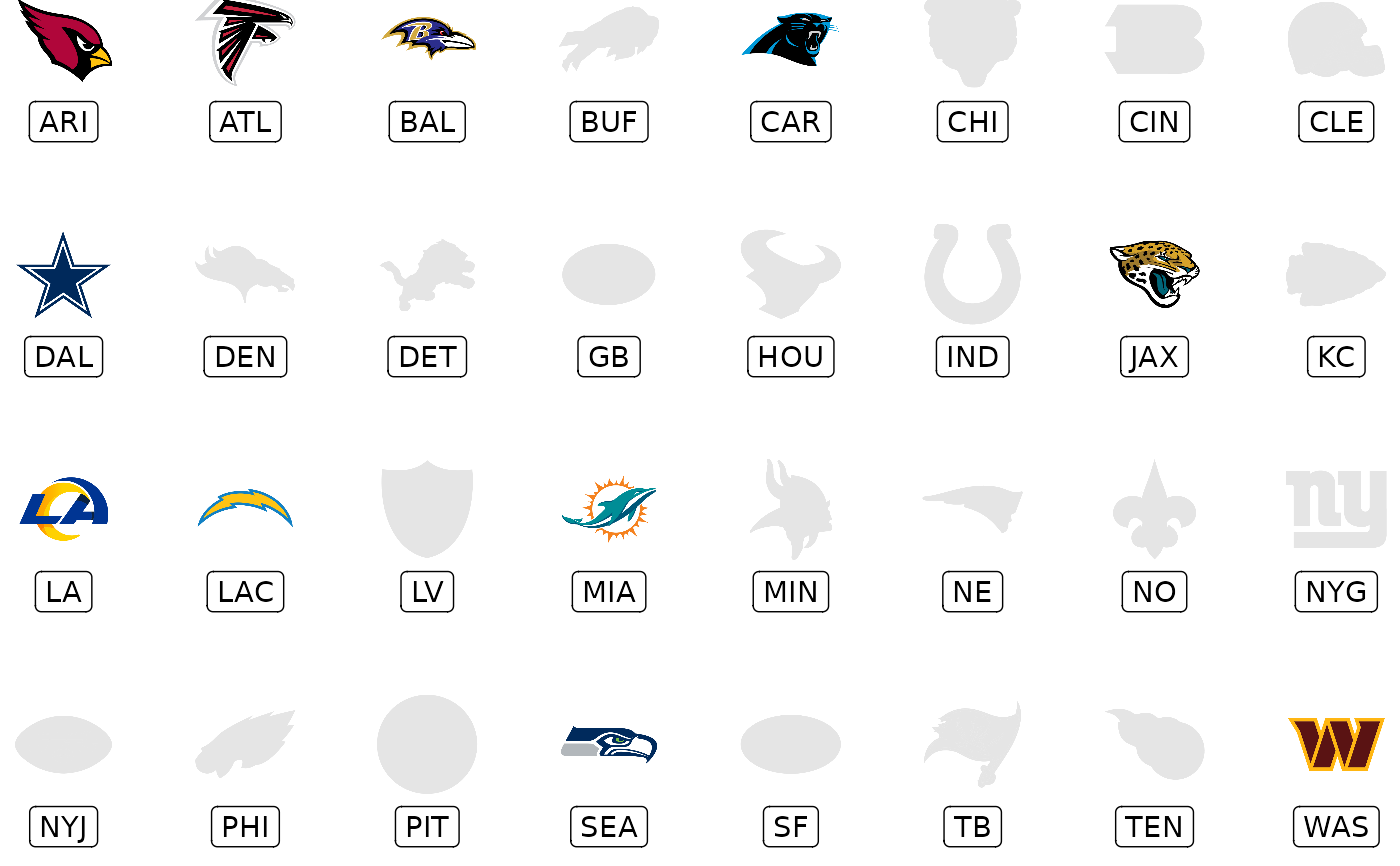 ARI ATL BAL BUF CAR CHI CIN CLE
DAL DEN DET GB HOU IND JAX KC
LA
LA LAC LV MIA MIN NE NO NYG
NYJ PHI PIT SEA SF TB TEN WAS